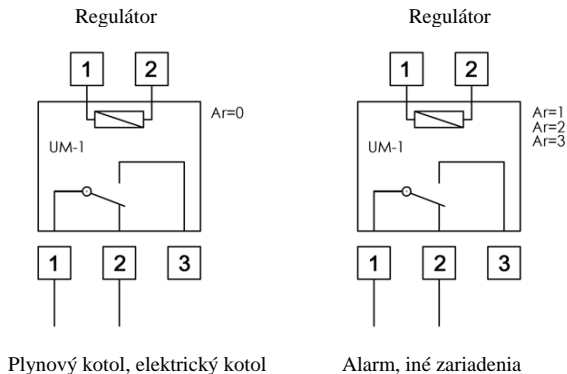 Regulátor
1 2
Ar=0
UM-1
1 2 3
Plynový kotol, elektrický kotol
Regulátor
1 2
Ar=1
Ar=2
Ar=3
UM-1
1 2 3
Alarm, iné zariadenia